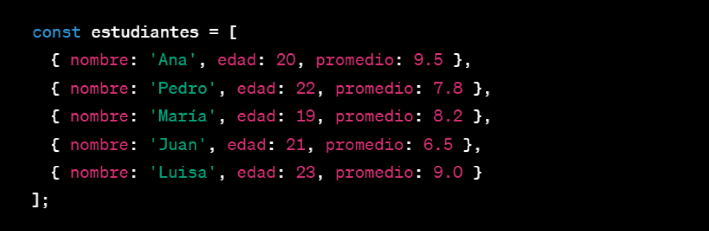 const estudiantes = [
{ nombre: 'Ana', edad: 20, promedio: 9.5 },
{ nombre: 'Pedro', edad: 22, promedio: 7.8 },
{ nombre: 'María', edad: 19, promedio: 8.2 },
{ nombre: 'Juan', edad: 21, promedio: 6.5 },
{ nombre: 'Luisa', edad: 23, promedio: 9.0 }
];